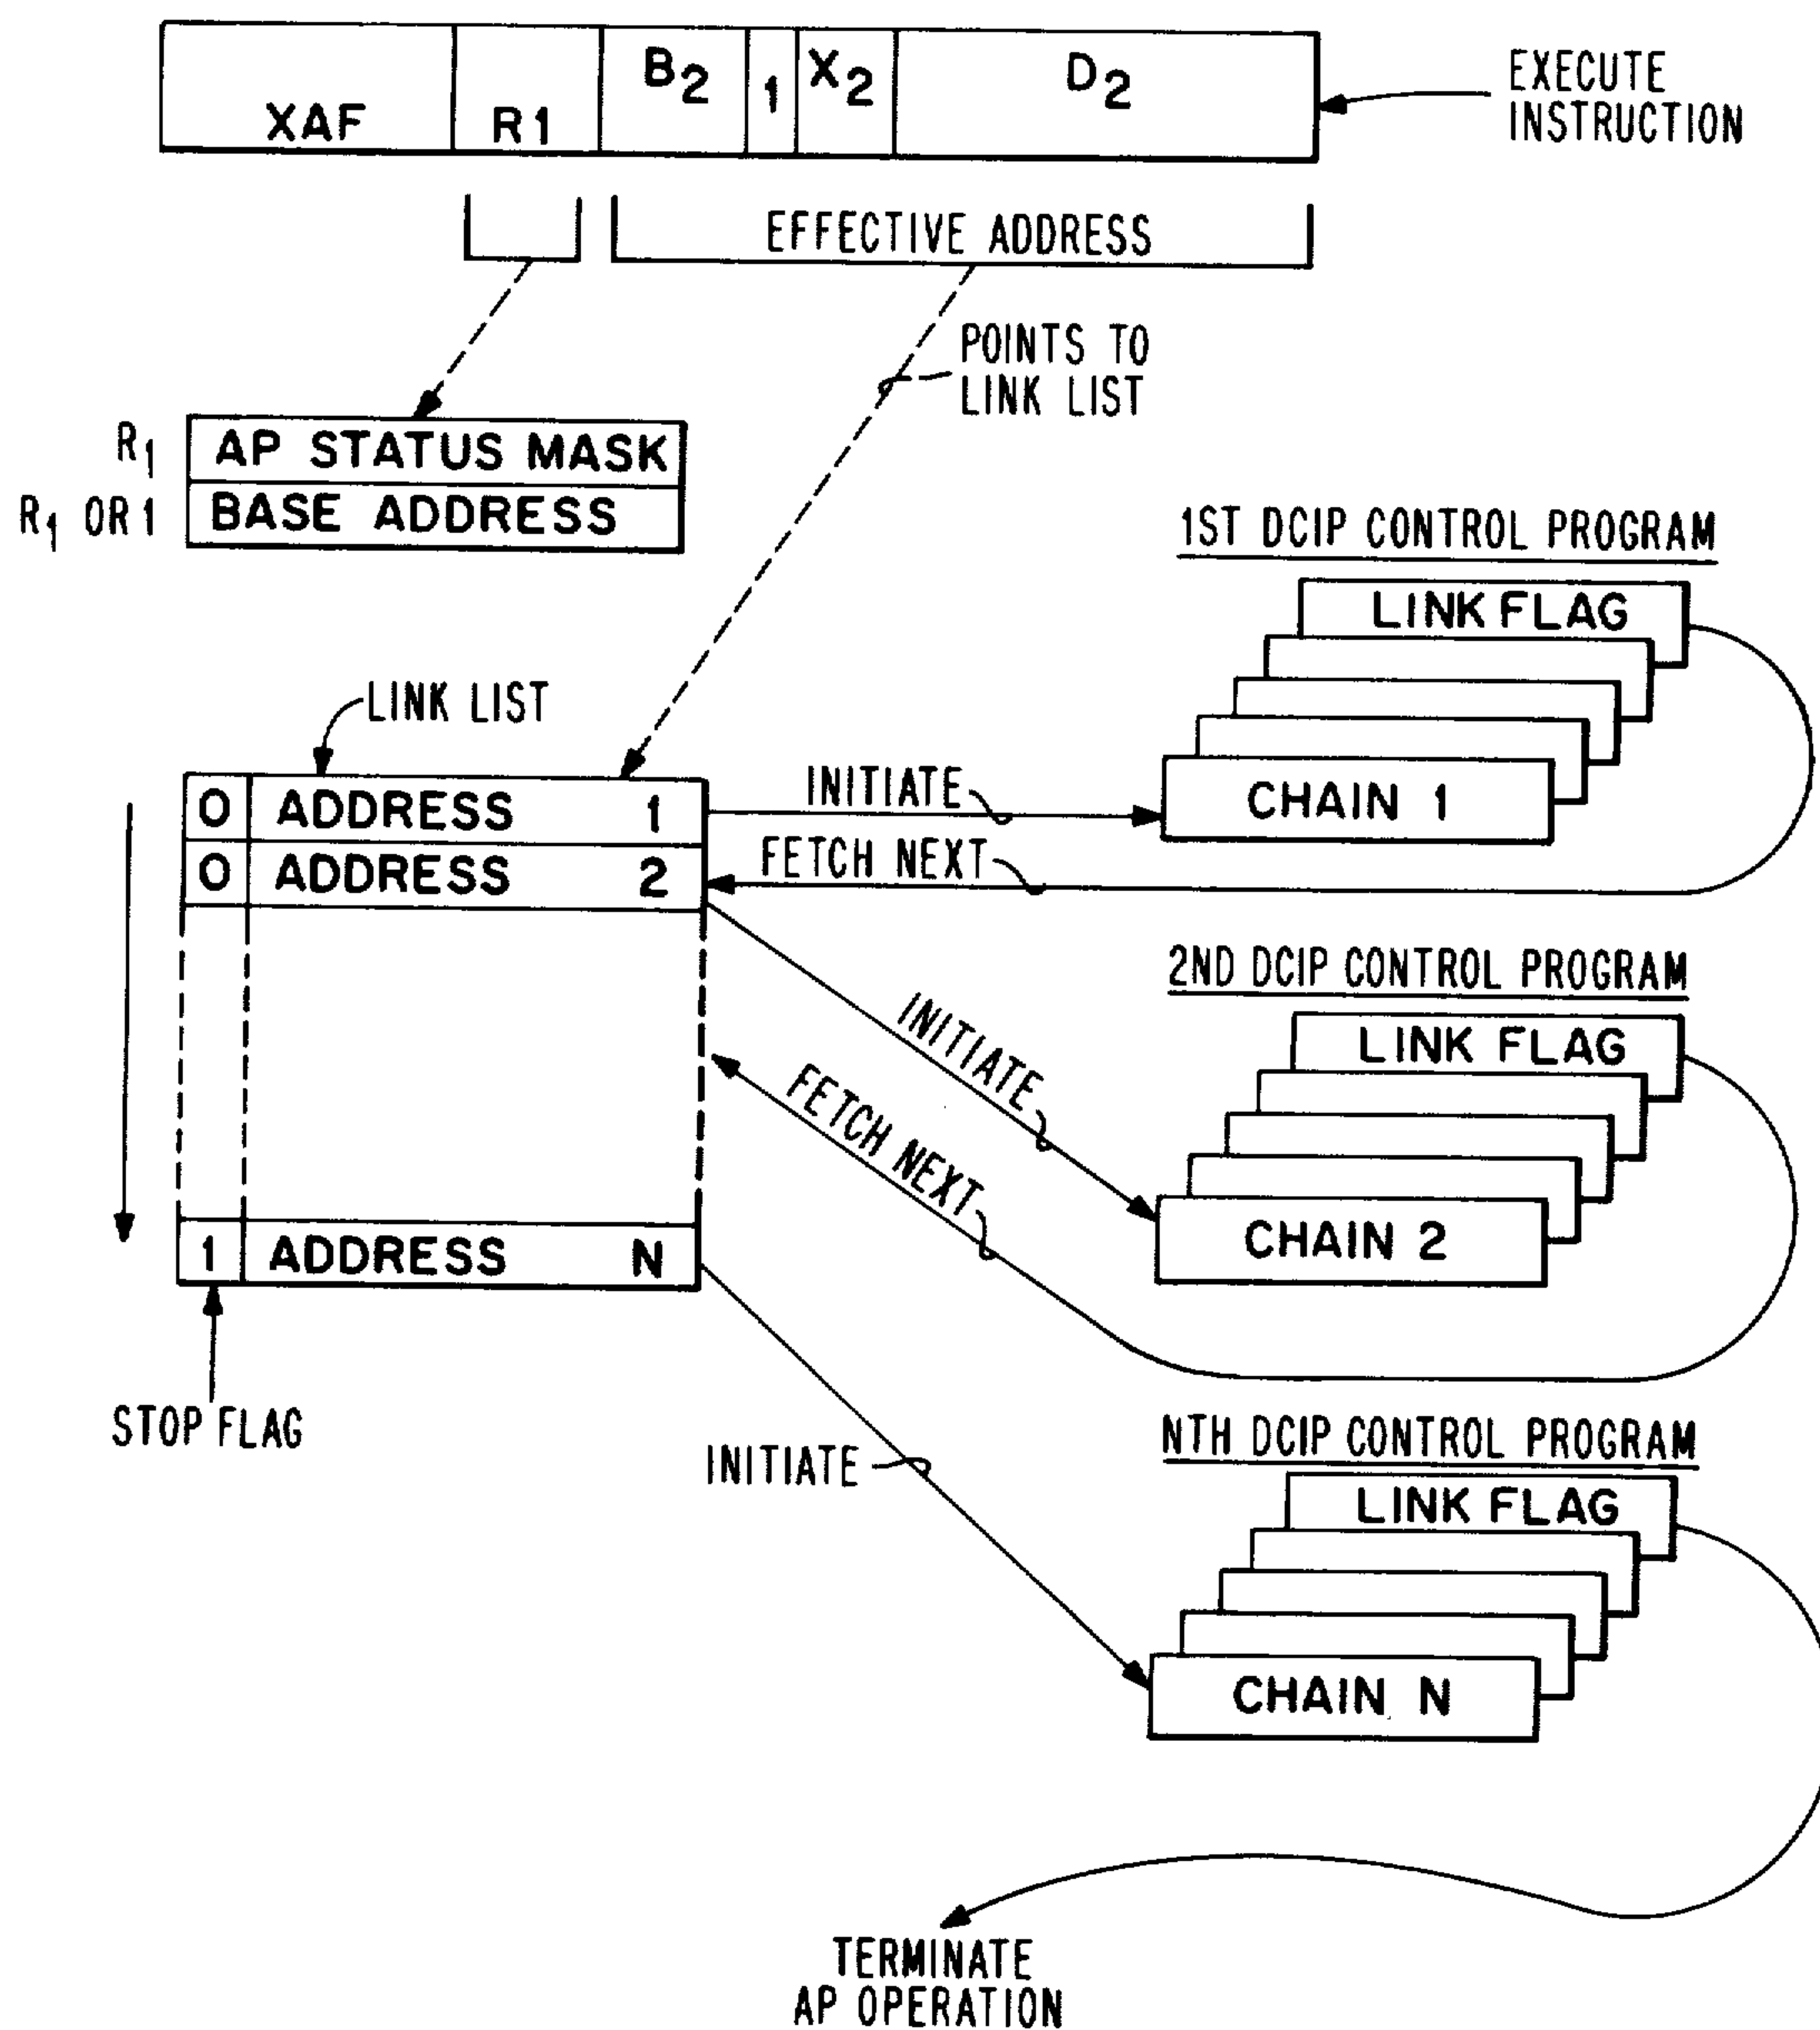 XAF R1 B2 1 X2 D2
EXECUTE
INSTRUCTION
EFFECTIVE ADDRESS
POINTS TO
LINK LIST
R1 AP STATUS MASK
R1 OR 1 BASE ADDRESS
1ST DCIP CONTROL PROGRAM
LINK FLAG
LINK LIST
0 ADDRESS 1
INITIATE
CHAIN 1
0 ADDRESS 2
FETCH NEXT
2ND DCIP CONTROL PROGRAM
LINK FLAG
INITIATE
FETCH NEXT
CHAIN 2
1 ADDRESS N
STOP FLAG
NTH DCIP CONTROL PROGRAM
INITIATE
LINK FLAG
CHAIN N
TERMINATE
AP OPERATION